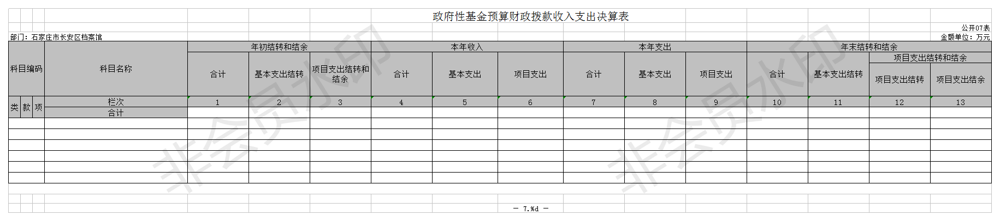 政府性基金预算财政拨款收入支出决算表
公开07表
部门：石家庄市长安区档案馆
金额单位：万元
科目编码 科目名称 年初结转和结余 本年收入 本年支出 年末结转和结余
合计 基本支出结转 项目支出结转和结余 合计 基本支出 项目支出 合计 基本支出 项目支出 合计 基本支出结转 项目支出结转和结余
项目支出结转 项目支出结余
类 款 项 栏次 1 2 3 4 5 6 7 8 9 10 11 12 13
合计
— 7.%d —
非会员水印
非会员水印